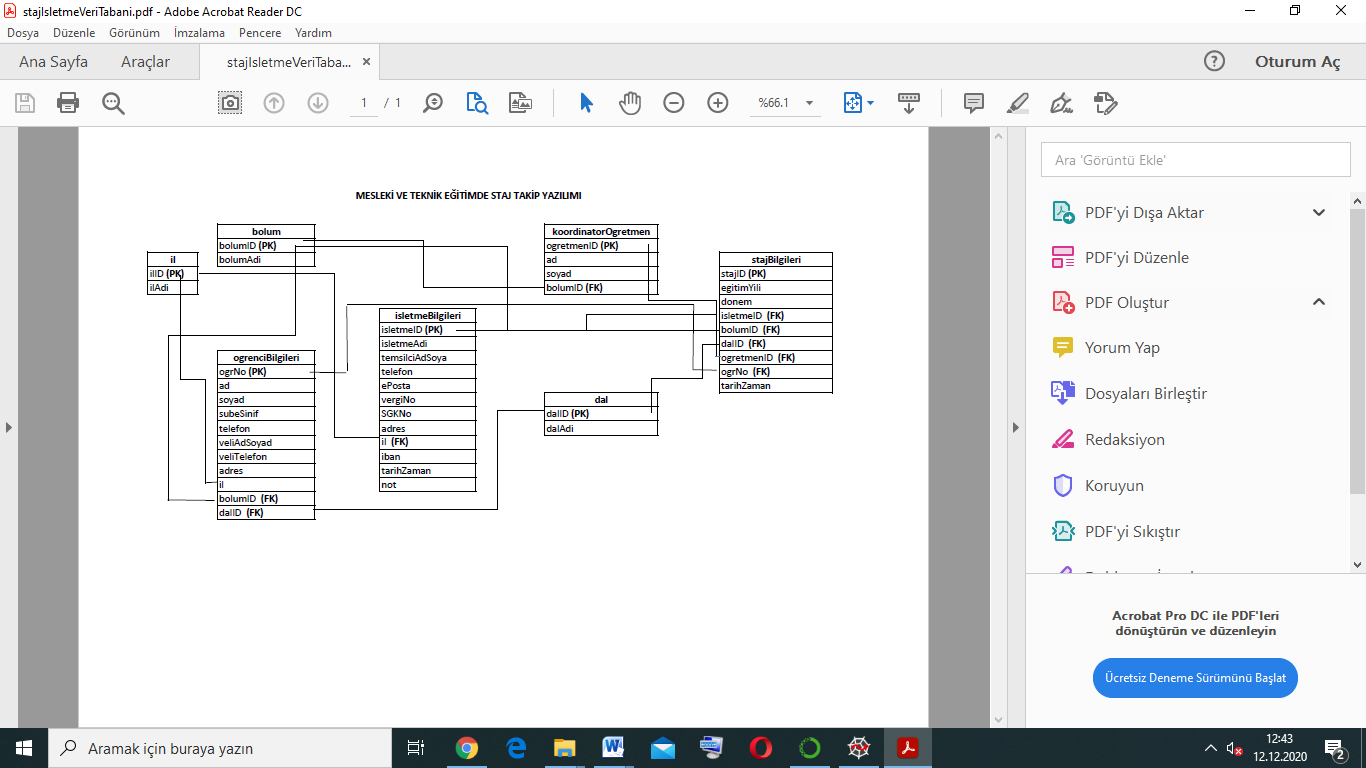 stajIsletmeVeriTabani.pdf - Adobe Acrobat Reader DC
Dosya Düzenle Görünüm İmzalama Pencere Yardım
Ana Sayfa Araçlar stajIsletmeVeriTaba... × Oturum Aç
1 / 1 %66.1
MESLEKİ VE TEKNİK EĞİTİMDE STAJ TAKİP YAZILIMI
bolum
bolumID (PK)
bolumAdi
il
ilID (PK)
ilAdi
koordinatorOgretmen
ogretmenID (PK)
ad
soyad
bolumID (FK)
stajBilgileri
stajID (PK)
egitimYili
donem
isletmeID (FK)
bolumID (FK)
dalID (FK)
ogretmenID (FK)
ogrNo (FK)
tarihZaman
isletmeBilgileri
isletmeID (PK)
isletmeAdi
temsilciAdSoya
telefon
ePosta
vergiNo
SGKNo
adres
il (FK)
iban
tarihZaman
not
ogrenciBilgileri
ogrNo (PK)
ad
soyad
subeSinif
telefon
veliAdSoyad
veliTelefon
adres
il
bolumID (FK)
dalID (FK)
dal
dalID (PK)
dalAdi
Ara 'Görüntü Ekle'
PDF'yi Dışa Aktar
PDF'yi Düzenle
PDF Oluştur
Yorum Yap
Dosyaları Birleştir
Redaksiyon
Koruyun
PDF'yi Sıkıştır
Acrobat Pro DC ile PDF'leri
dönüştürün ve düzenleyin
Ücretsiz Deneme Sürümünü Başlat
Aramak için buraya yazın
12:43
12.12.2020
2